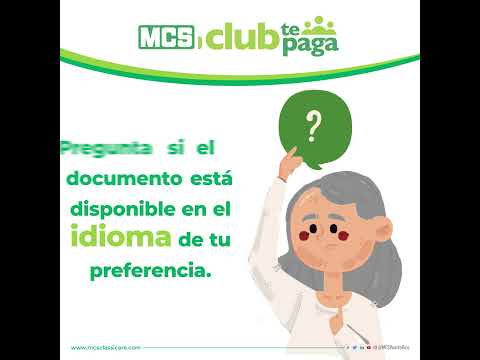 MCS club te paga
?
Pregunta si el
documento está
disponible en el
idioma de tu
preferencia.
www.mcsclassicare.com